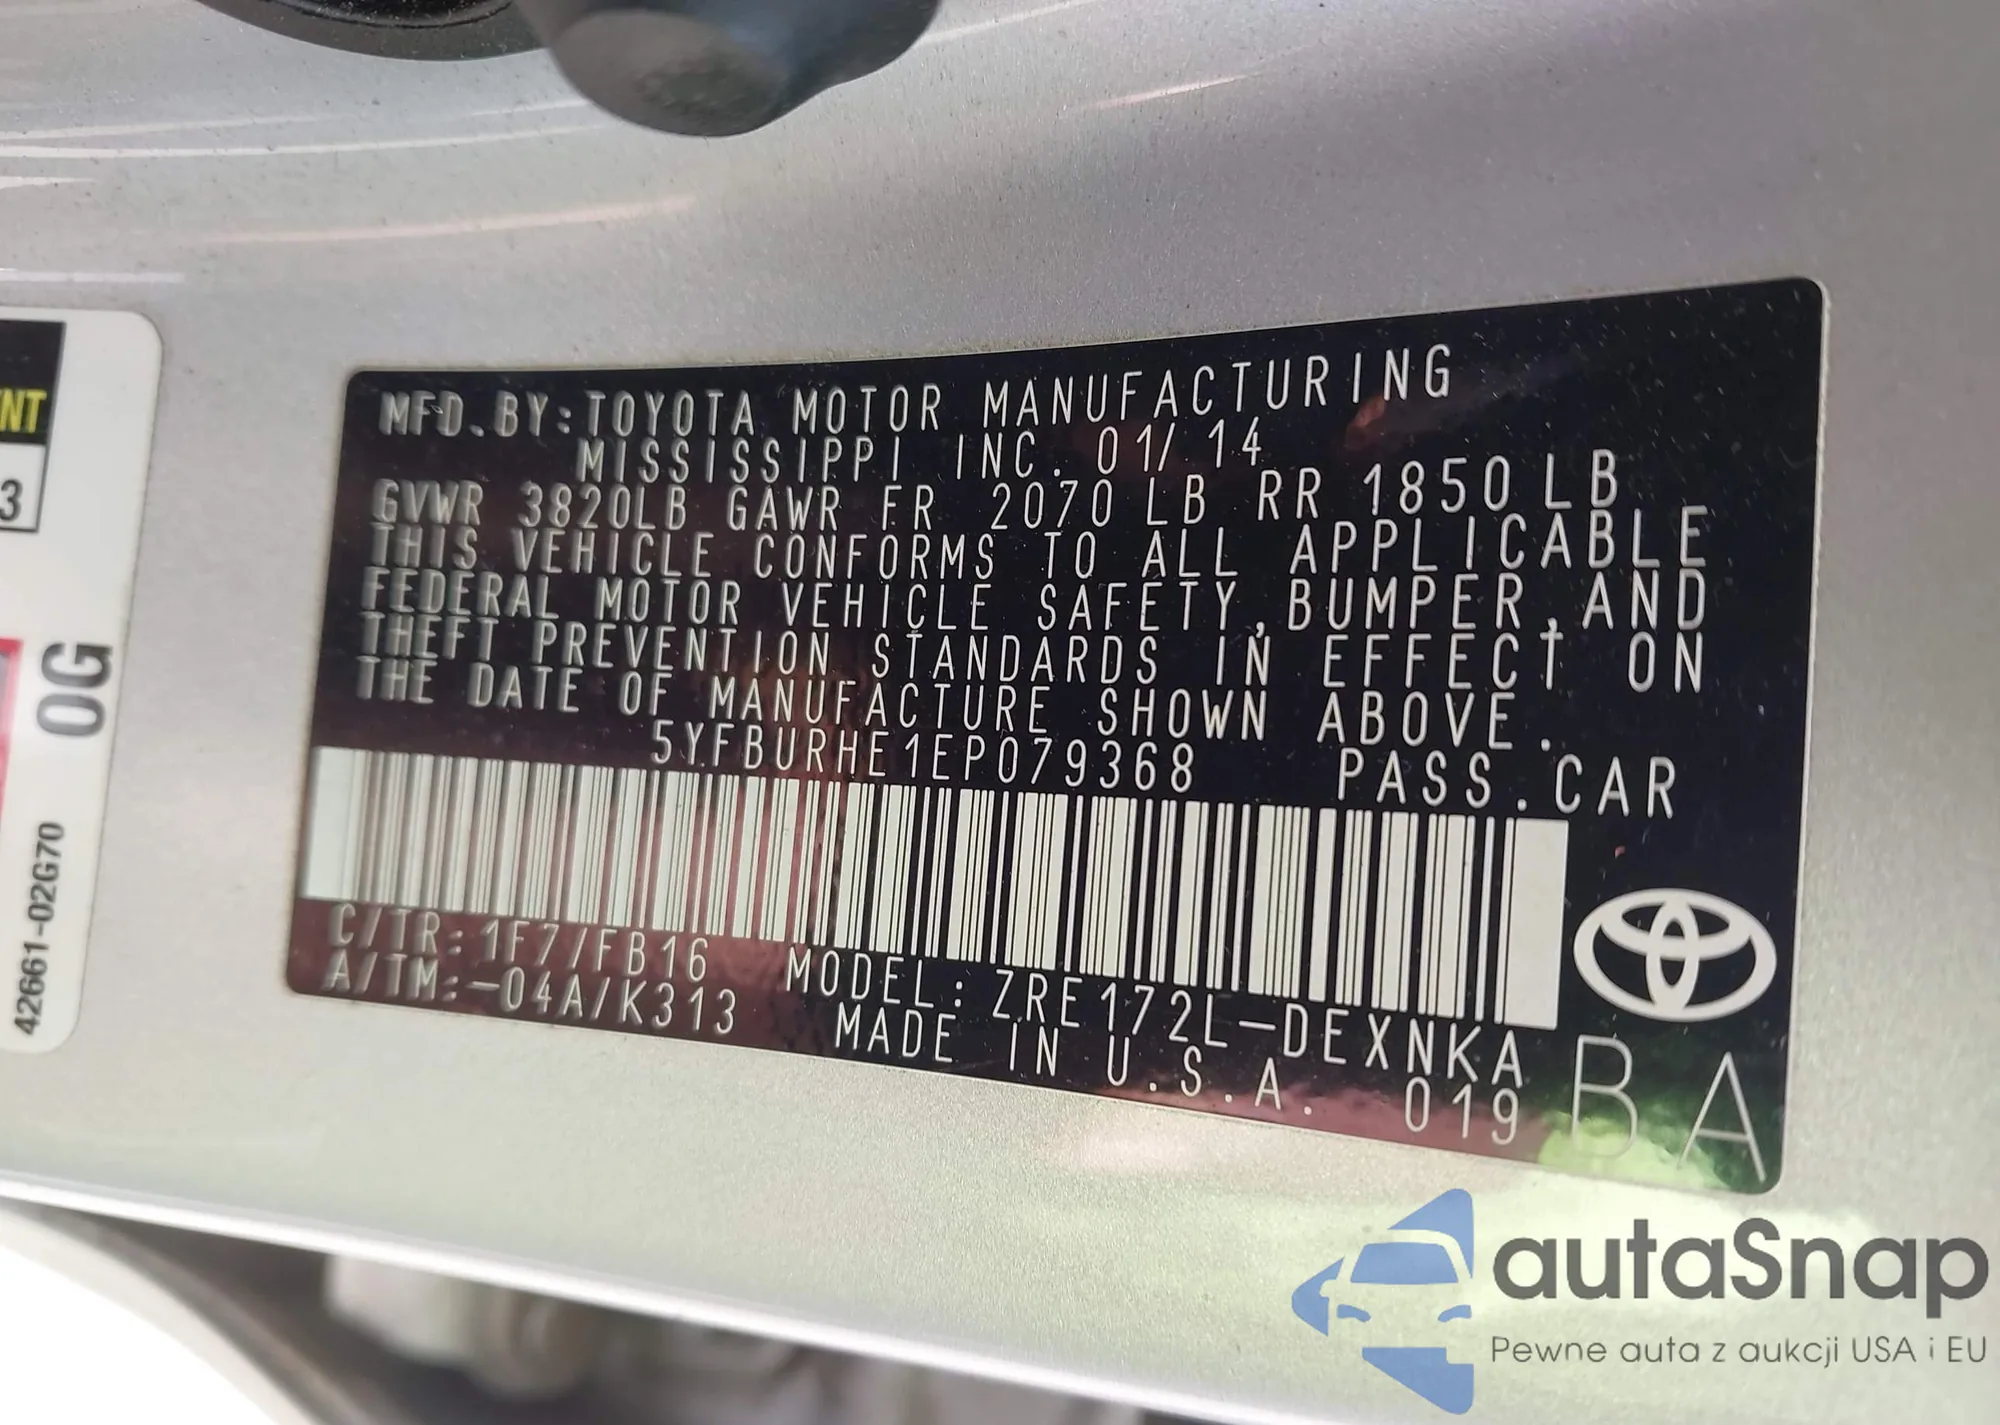 MFD. BY: TOYOTA MOTOR MANUFACTURING
MISSISSIPPI INC. 01/14
GVWR 3820LB GAWR FR 2070 LB RR 1850 LB
THIS VEHICLE CONFORMS TO ALL APPLICABLE
FEDERAL MOTOR VEHICLE SAFETY, BUMPER, AND
THEFT PREVENTION STANDARDS IN EFFECT ON
THE DATE OF MANUFACTURE SHOWN ABOVE.
5YFBURHE1EP079368 PASS. CAR
C/TR: 1F7/FB16 MODEL: ZRE172L-DEXNKA
A/TM: -04A/K313 MADE IN U.S.A. 019
BA
NT
3
0G
42661-02G70
autaSnap
Pewne auta z aukcji USA i EU